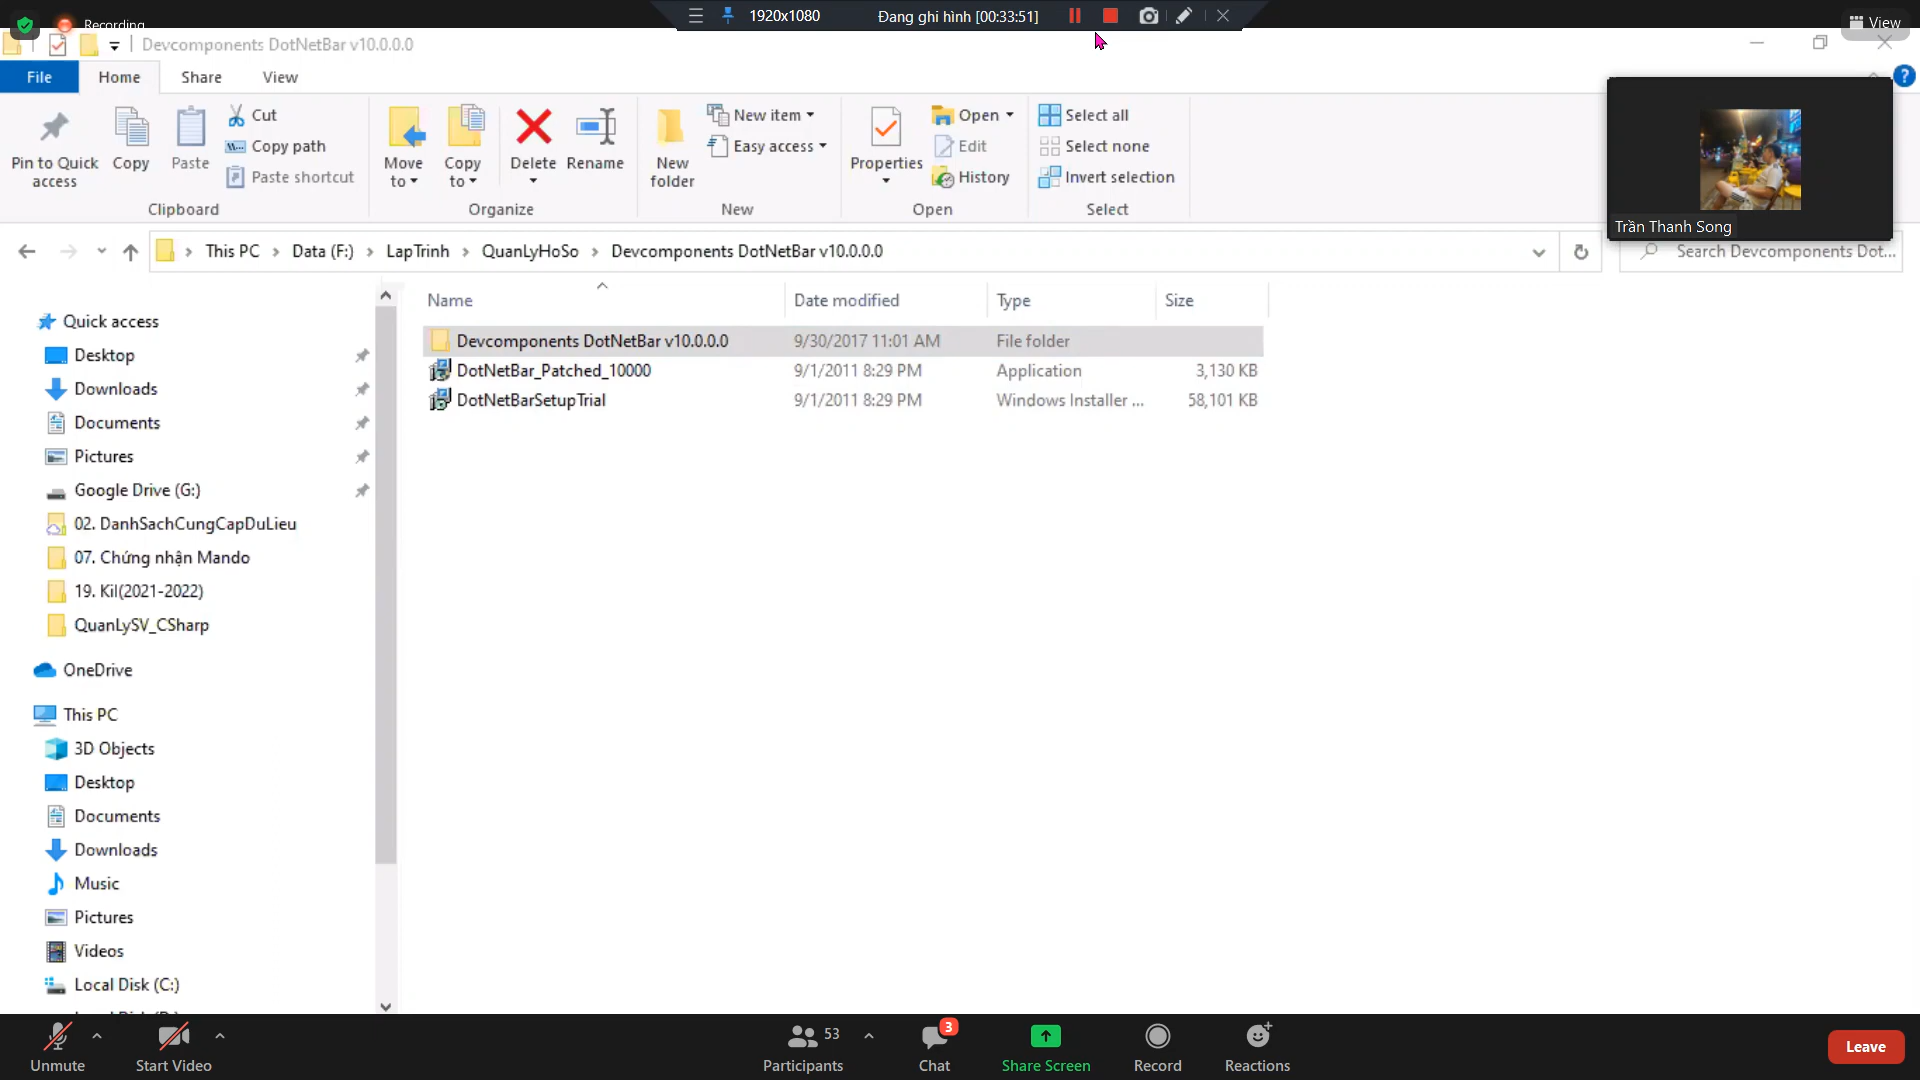 Recording
1920x1080
Đang ghi hình [00:33:51]
View
Devcomponents DotNetBar v10.0.0.0
File
Home
Share
View
Pin to Quick access
Copy
Paste
Cut
Copy path
Paste shortcut
Clipboard
Move to
Copy to
Delete
Rename
Organize
New folder
New item
Easy access
New
Properties
Open
Edit
History
Open
Select all
Select none
Invert selection
Select
Trần Thanh Song
This PC
Data (F:)
LapTrinh
QuanLyHoSo
Devcomponents DotNetBar v10.0.0.0
Search Devcomponents Dot...
Quick access
Desktop
Downloads
Documents
Pictures
Google Drive (G:)
02. DanhSachCungCapDuLieu
07. Chứng nhận Mando
19. Kil(2021-2022)
QuanLySV_CSharp
OneDrive
This PC
3D Objects
Desktop
Documents
Downloads
Music
Pictures
Videos
Local Disk (C:)
Name Date modified Type Size
Devcomponents DotNetBar v10.0.0.0 9/30/2017 11:01 AM File folder
DotNetBar_Patched_10000 9/1/2011 8:29 PM Application 3,130 KB
DotNetBarSetupTrial 9/1/2011 8:29 PM Windows Installer ... 58,101 KB
Unmute
Start Video
53
Participants
3
Chat
Share Screen
Record
Reactions
Leave